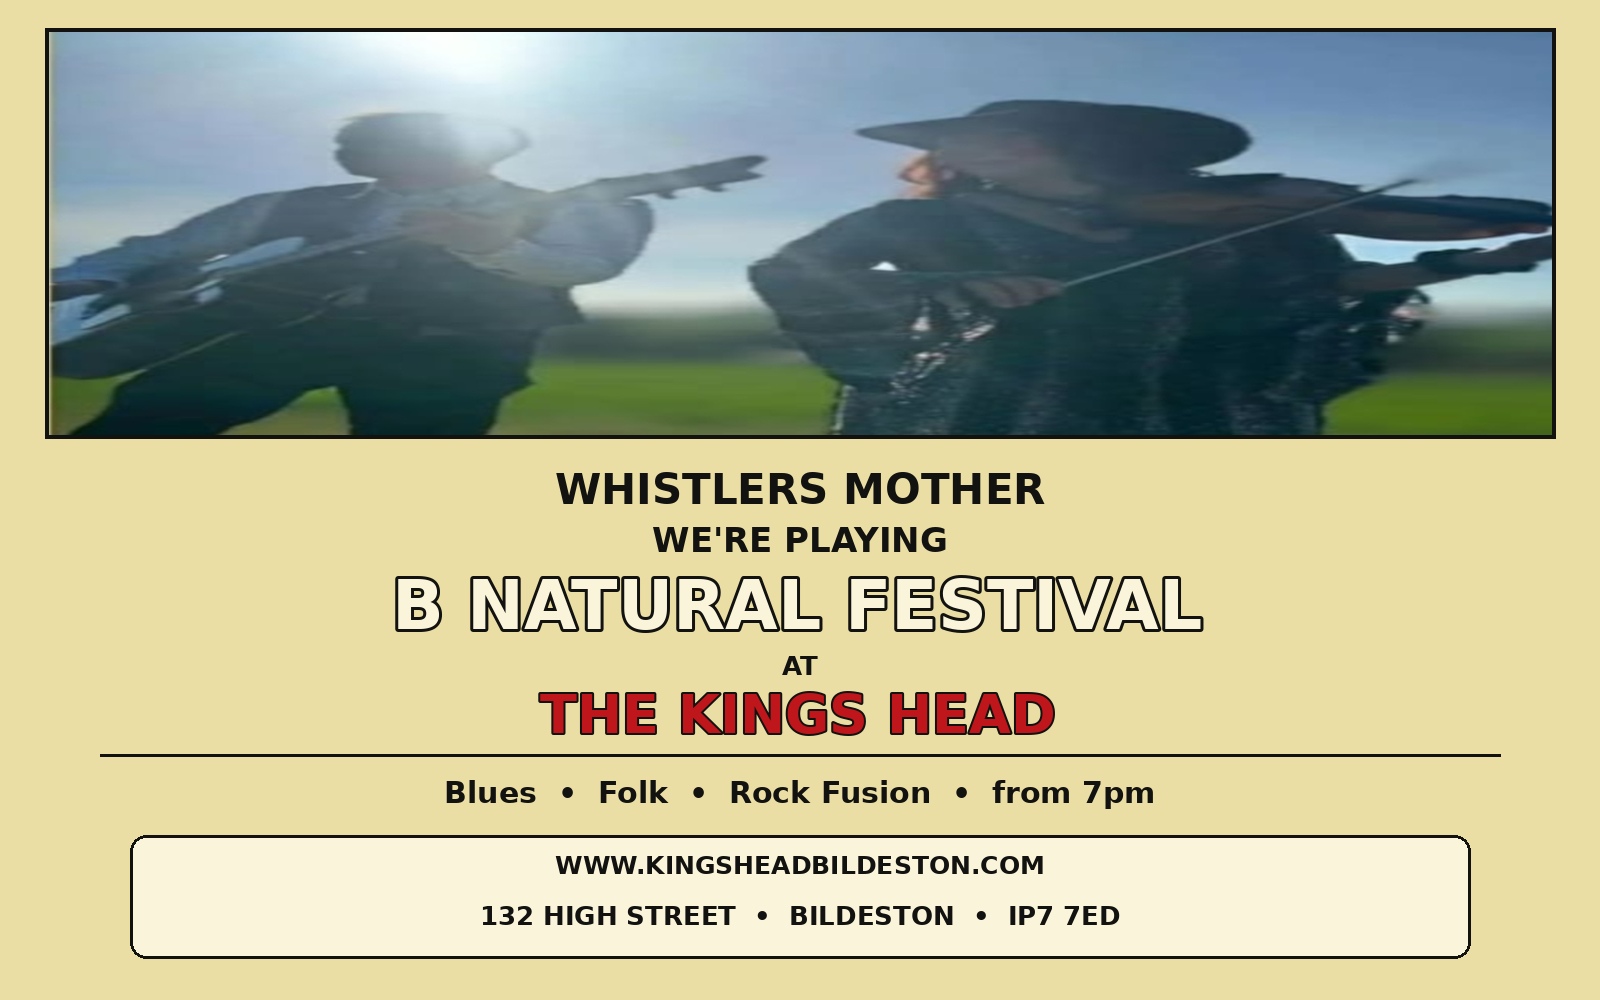 WHISTLERS MOTHER
WE'RE PLAYING
B NATURAL FESTIVAL
AT
THE KINGS HEAD
Blues • Folk • Rock Fusion • from 7pm
WWW.KINGSHEADBILDESTON.COM
132 HIGH STREET • BILDESTON • IP7 7ED